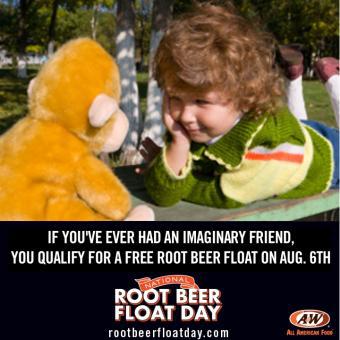 IF YOU'VE EVER HAD AN IMAGINARY FRIEND,
YOU QUALIFY FOR A FREE ROOT BEER FLOAT ON AUG. 6TH
NATIONAL
ROOT BEER
FLOAT DAY
rootbeerfloatday.com
A&W
ALL AMERICAN FOOD